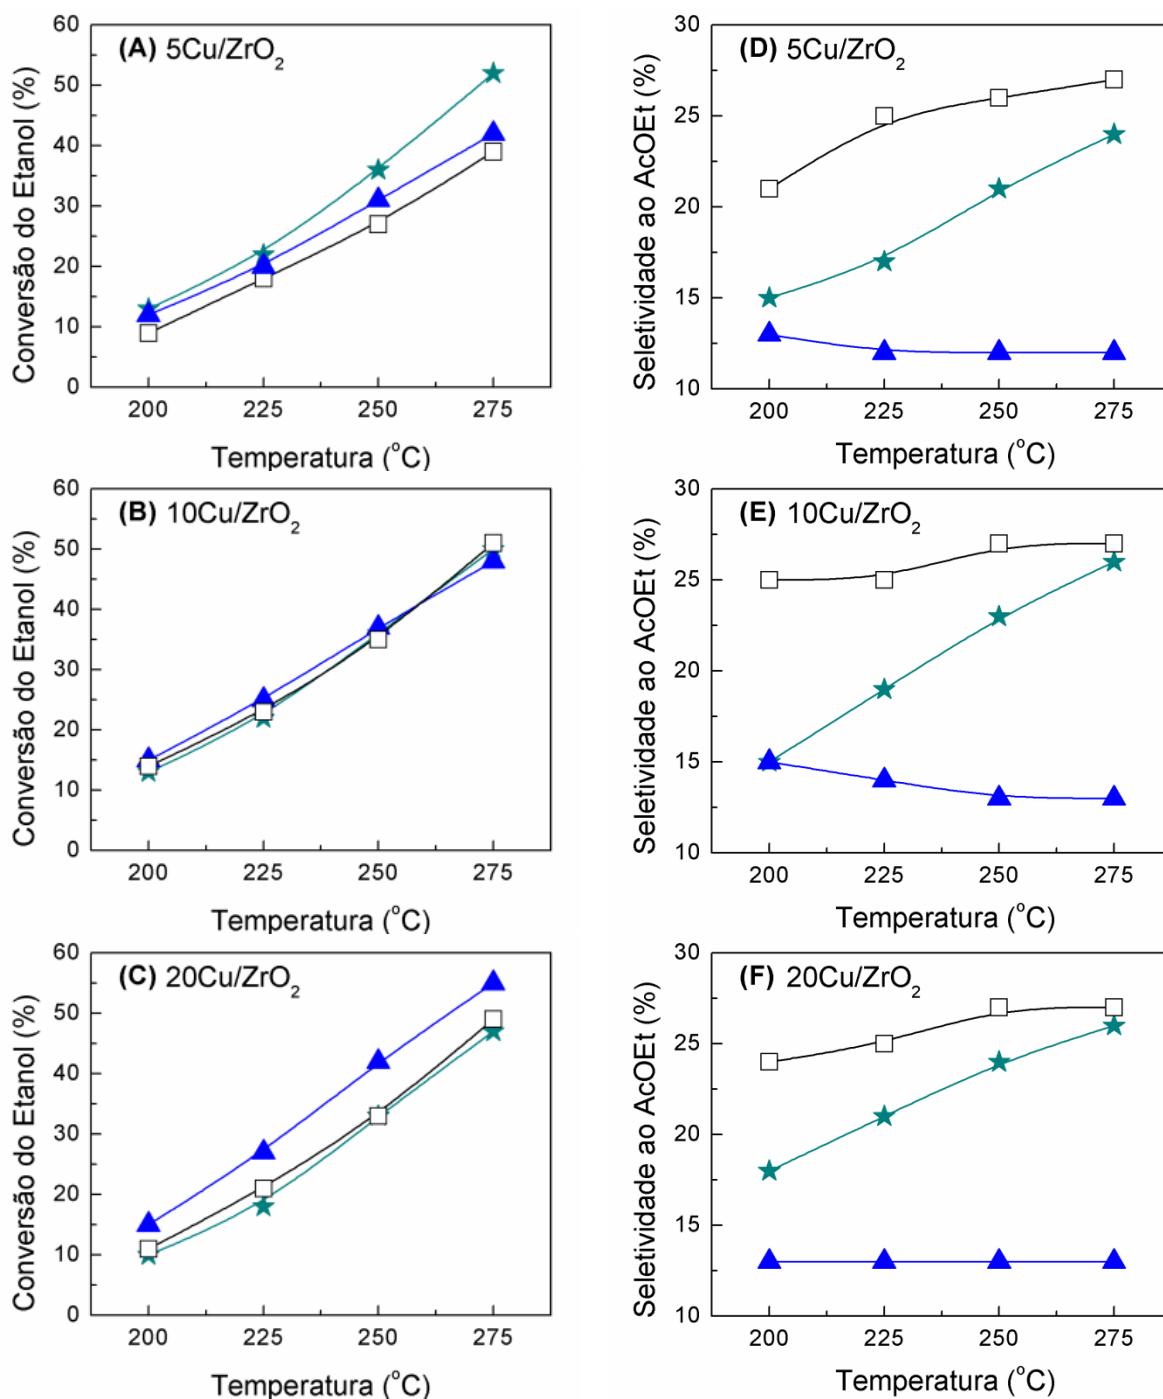 (A) 5Cu/ZrO₂
Conversão do Etanol (%)
60
50
40
30
20
10
0
200 225 250 275
Temperatura (°C)
(D) 5Cu/ZrO₂
Seletividade ao AcOEt (%)
30
25
20
15
10
200 225 250 275
Temperatura (°C)
(B) 10Cu/ZrO₂
Conversão do Etanol (%)
60
50
40
30
20
10
0
200 225 250 275
Temperatura (°C)
(E) 10Cu/ZrO₂
Seletividade ao AcOEt (%)
30
25
20
15
10
200 225 250 275
Temperatura (°C)
(C) 20Cu/ZrO₂
Conversão do Etanol (%)
60
50
40
30
20
10
0
200 225 250 275
Temperatura (°C)
(F) 20Cu/ZrO₂
Seletividade ao AcOEt (%)
30
25
20
15
10
200 225 250 275
Temperatura (°C)